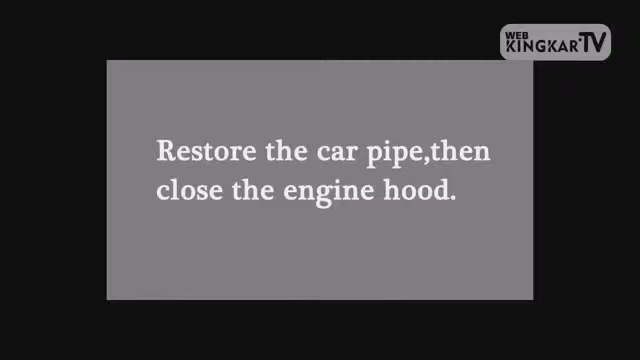 WEB
KINGKAR.TV
Restore the car pipe,then
close the engine hood.